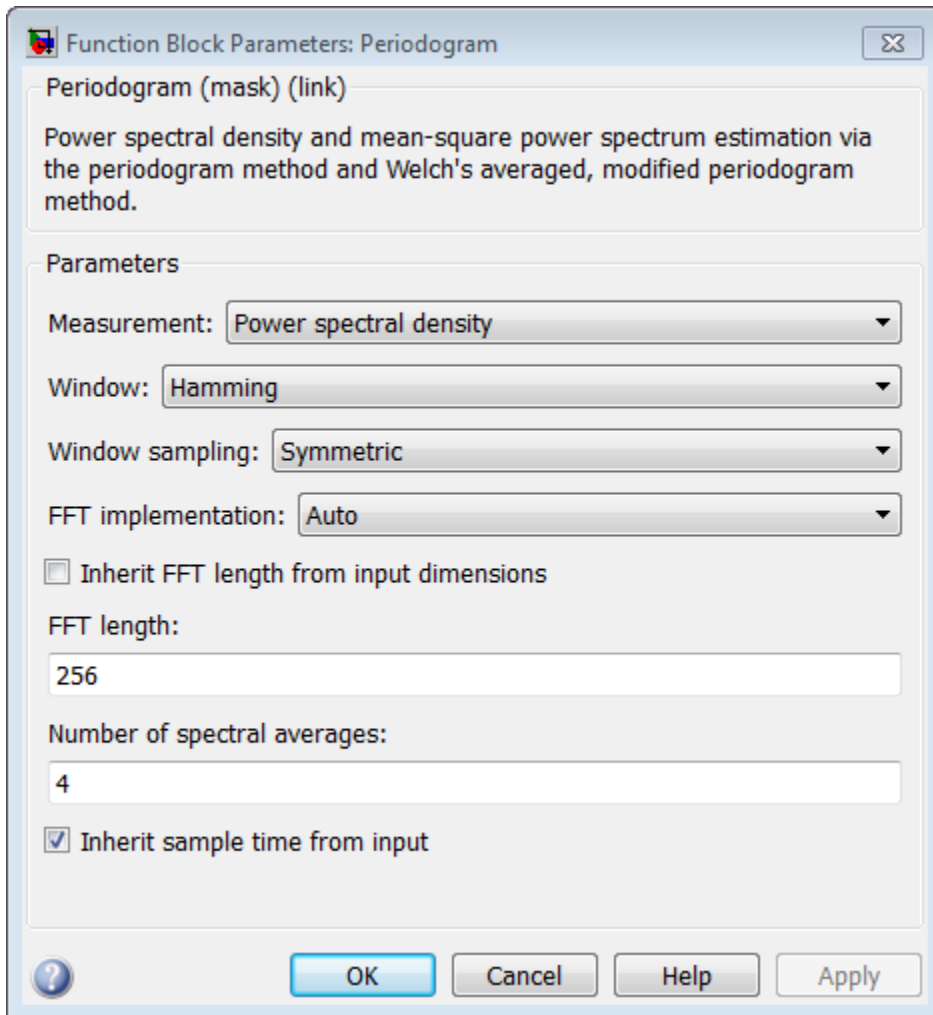 Function Block Parameters: Periodogram
Periodogram (mask) (link)
Power spectral density and mean-square power spectrum estimation via
the periodogram method and Welch's averaged, modified periodogram
method.
Parameters
Measurement: Power spectral density
Window: Hamming
Window sampling: Symmetric
FFT implementation: Auto
Inherit FFT length from input dimensions
FFT length:
256
Number of spectral averages:
4
Inherit sample time from input
? OK Cancel Help Apply